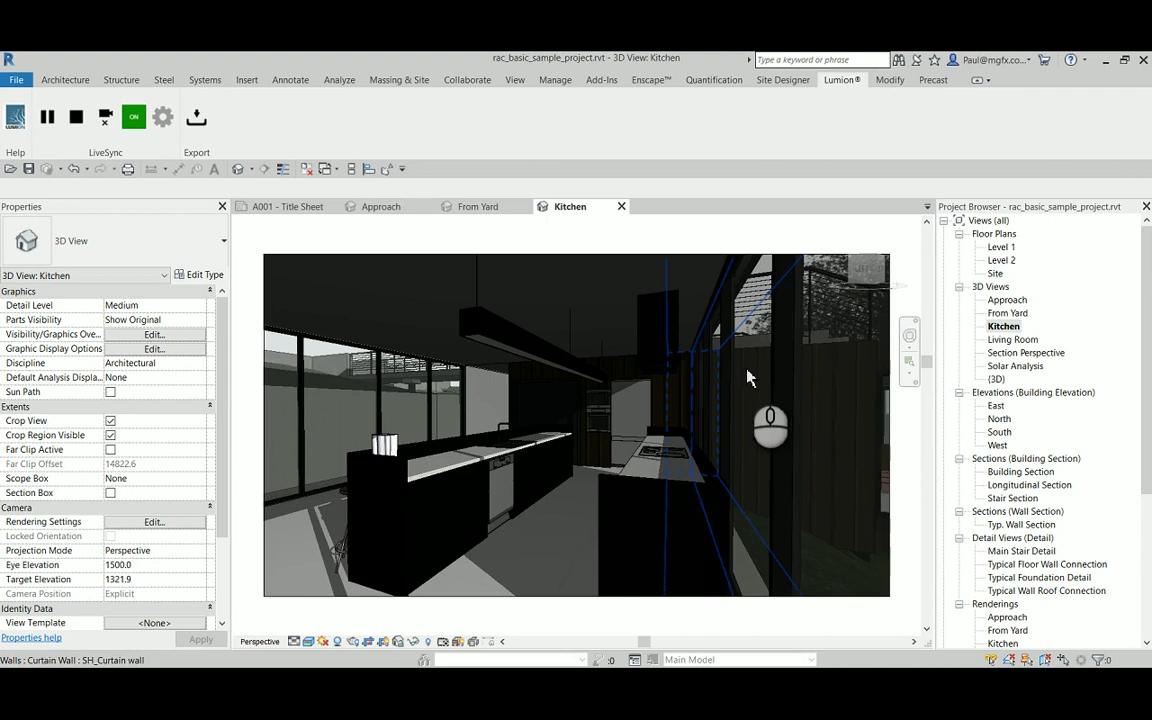 rac_basic_sample_project.rvt - 3D View: Kitchen
Type a keyword or phrase
Paul@mgfx.co...
File Architecture Structure Steel Systems Insert Annotate Analyze Massing & Site Collaborate View Manage Add-Ins Enscape™ Quantification Site Designer Lumion® Modify Precast
LUMION
ON
Help LiveSync Export
Properties
A001 - Title Sheet Approach From Yard Kitchen
Project Browser - rac_basic_sample_project.rvt
3D View
3D View: Kitchen Edit Type
Graphics
Detail Level Medium
Parts Visibility Show Original
Visibility/Graphics Ove... Edit...
Graphic Display Options Edit...
Discipline Architectural
Default Analysis Displa... None
Sun Path
Extents
Crop View
Crop Region Visible
Far Clip Active
Far Clip Offset 14822.6
Scope Box None
Section Box
Camera
Rendering Settings Edit...
Locked Orientation
Projection Mode Perspective
Eye Elevation 1500.0
Target Elevation 1321.9
Camera Position Explicit
Identity Data
View Template <None>
Properties help Apply
Views (all)
Floor Plans
Level 1
Level 2
Site
3D Views
Approach
From Yard
Kitchen
Living Room
Section Perspective
Solar Analysis
{3D}
Elevations (Building Elevation)
East
North
South
West
Sections (Building Section)
Building Section
Longitudinal Section
Stair Section
Sections (Wall Section)
Typ. Wall Section
Detail Views (Detail)
Main Stair Detail
Typical Floor Wall Connection
Typical Foundation Detail
Typical Wall Roof Connection
Renderings
Approach
From Yard
Kitchen
Perspective
Walls : Curtain Wall : SH_Curtain wall
:0
Main Model
:0